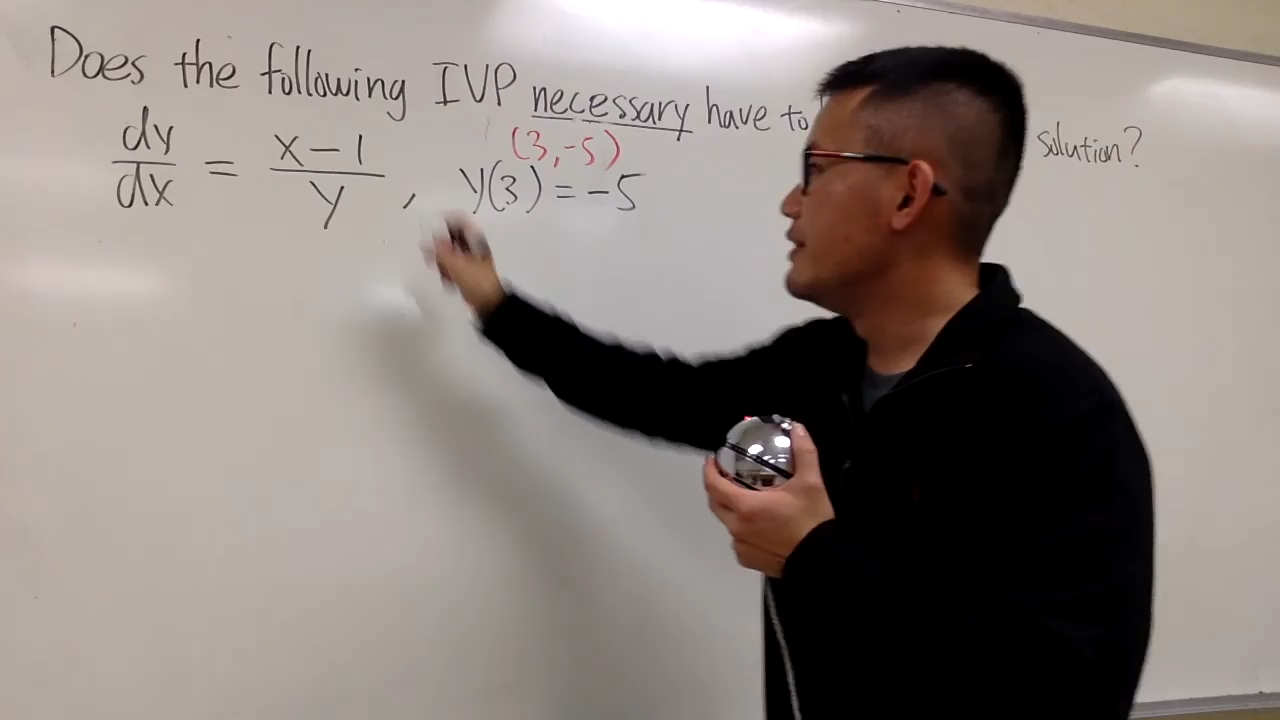 Does the following IVP necessary have to solution?
(3,-5)
dy/dx = x-1/y , y(3) = -5